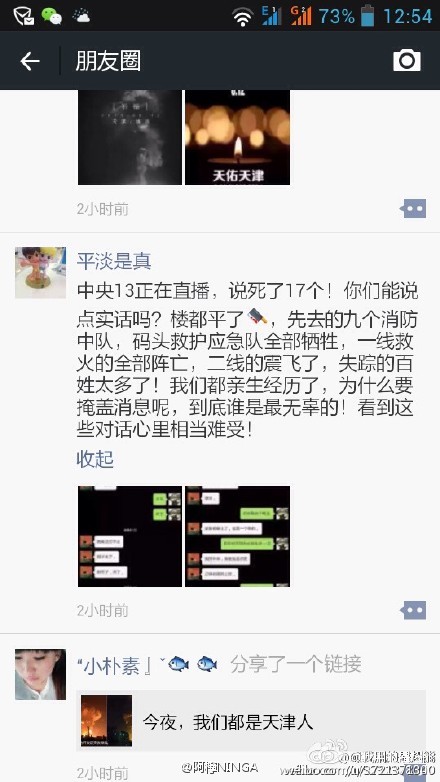 73% 12:54
朋友圈
天佑天津
2小时前
平淡是真
中央13正在直播，说死了17个！你们能说
点实话吗？楼都平了，先去的九个消防
中队，码头救护应急队全部牺牲，一线救
火的全部阵亡，二线的震飞了，失踪的百
姓太多了！我们都亲生经历了，为什么要
掩盖消息呢，到底谁是最无辜的！看到这
些对话心里相当难受！
收起
2小时前
“小朴素』ˇ 分享了一个链接
今夜，我们都是天津人
2小时前
@阿穆NINGA